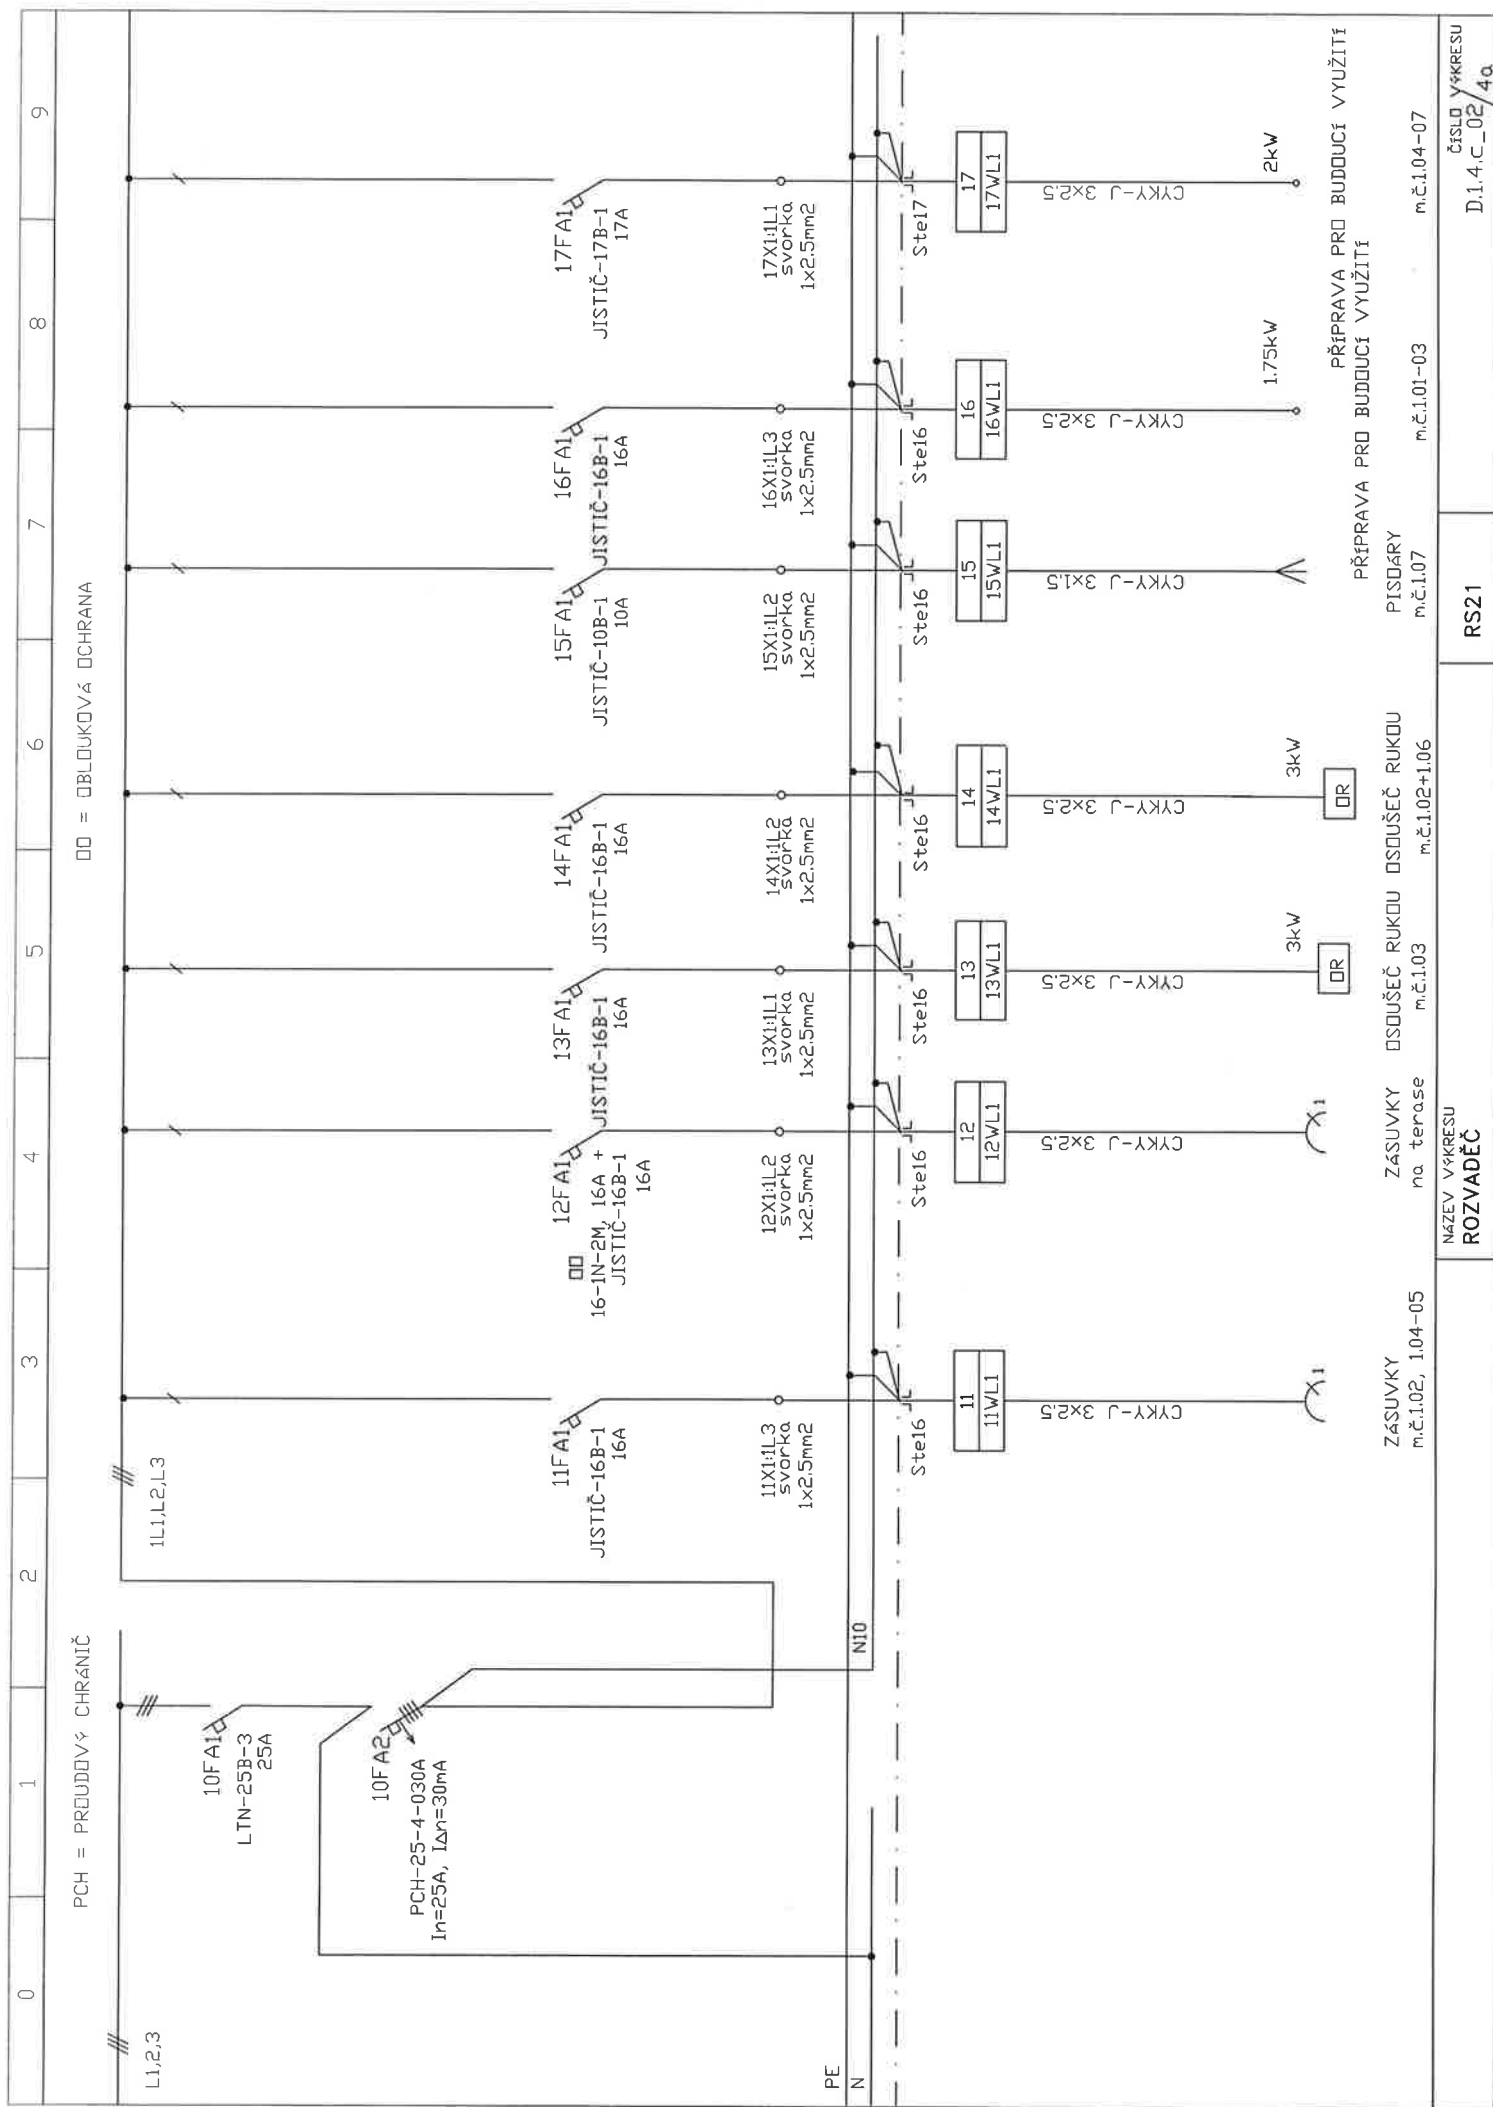 0 1 2 3 4 5 6 7 8 9
PCH = PROUDOVÝ CHRÁNIČ
OO = OBLOUKOVÁ OCHRANA
L1,2,3
1L1,L2,L3
10FA1
LTN-25B-3
25A
10FA2
PCH-25-4-030A
In=25A, IΔn=30mA
PE
N
N10
11FA1
JISTIČ-16B-1
16A
11X1:1L3
svorka
1x2.5mm2
Ste16
11
11WL1
CYKY-J 3x2.5
1
ZÁSUVKY
m.č.1.02, 1.04-05
12FA1
OO
16-1N-2M, 16A +
JISTIČ-16B-1
16A
12X1:1L2
svorka
1x2.5mm2
Ste16
12
12WL1
CYKY-J 3x2.5
1
ZÁSUVKY
na terase
13FA1
JISTIČ-16B-1
16A
13X1:1L1
svorka
1x2.5mm2
Ste16
13
13WL1
CYKY-J 3x2.5
3kW
OR
OSOUŠEČ RUKOU
m.č.1.03
14FA1
JISTIČ-16B-1
16A
14X1:1L2
svorka
1x2.5mm2
Ste16
14
14WL1
CYKY-J 3x2.5
3kW
OR
OSOUŠEČ RUKOU
m.č.1.02+1.06
15FA1
JISTIČ-10B-1
10A
15X1:1L2
svorka
1x2.5mm2
Ste16
15
15WL1
CYKY-J 3x1.5
PISOÁRY
m.č.1.07
16FA1
JISTIČ-16B-1
16A
16X1:1L3
svorka
1x2.5mm2
Ste16
16
16WL1
CYKY-J 3x2.5
1.75kW
PŘÍPRAVA PRO BUDOUCÍ VYUŽITÍ
m.č.1.01-03
17FA1
JISTIČ-17B-1
17A
17X1:1L1
svorka
1x2.5mm2
Ste17
17
17WL1
CYKY-J 3x2.5
2kW
PŘÍPRAVA PRO BUDOUCÍ VYUŽITÍ
m.č.1.04-07
NÁZEV VÝKRESU
ROZVADĚČ
RS21
ČÍSLO VÝKRESU
D.1.4.C_02/4a